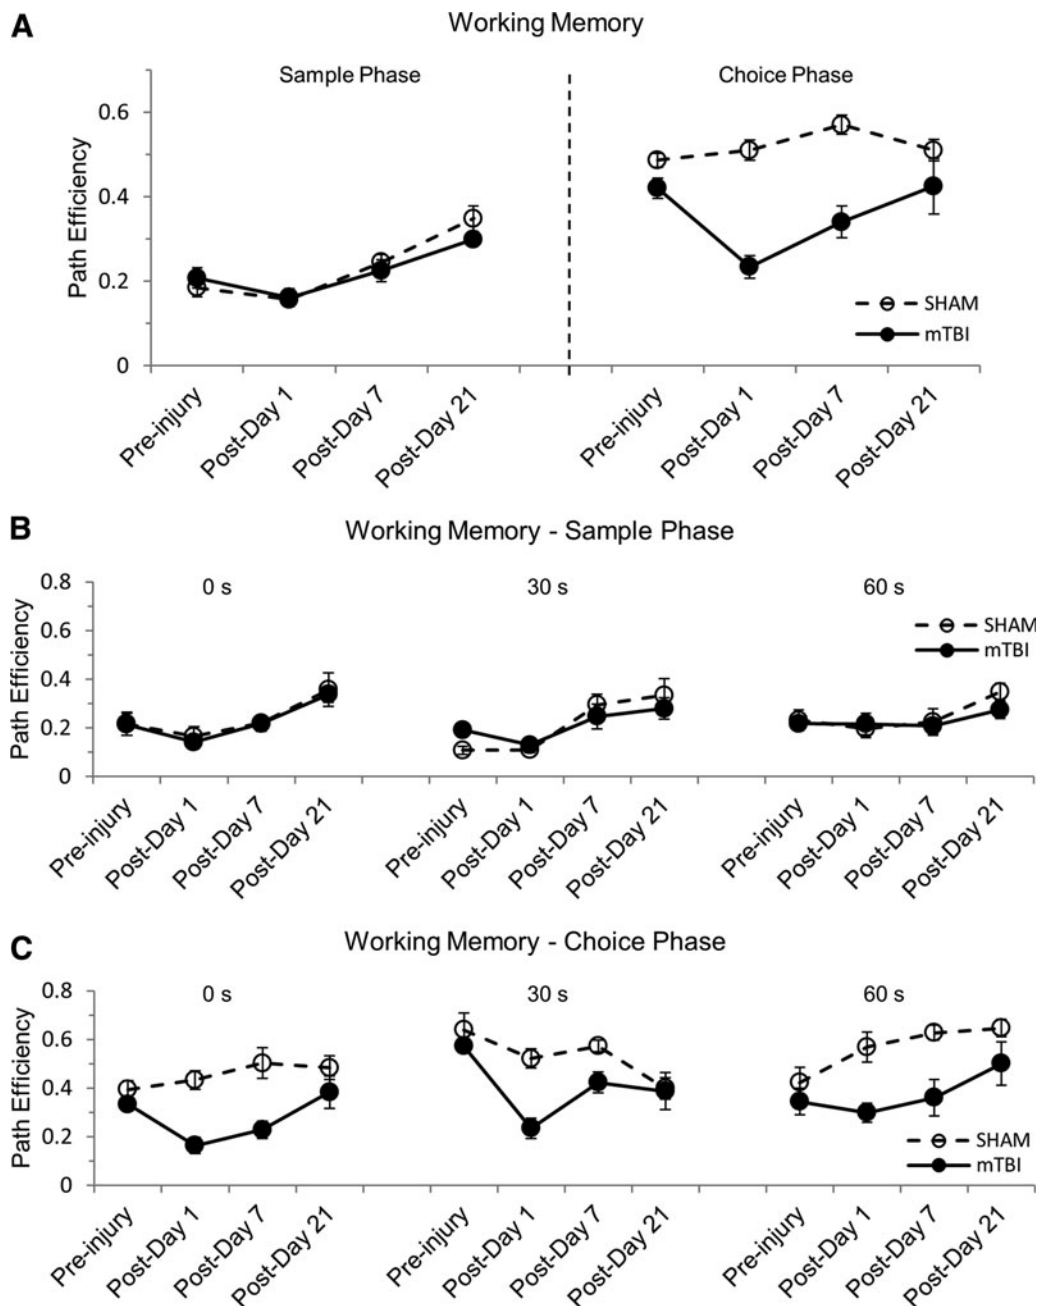 A
Working Memory
Sample Phase
Choice Phase
Path Efficiency
0.6
0.4
0.2
0
SHAM
mTBI
Pre-injury
Post-Day 1
Post-Day 7
Post-Day 21
Pre-injury
Post-Day 1
Post-Day 7
Post-Day 21
B
Working Memory - Sample Phase
0 s
30 s
60 s
Path Efficiency
0.8
0.6
0.4
0.2
0
SHAM
mTBI
Pre-injury
Post-Day 1
Post-Day 7
Post-Day 21
Pre-injury
Post-Day 1
Post-Day 7
Post-Day 21
Pre-injury
Post-Day 1
Post-Day 7
Post-Day 21
C
Working Memory - Choice Phase
0 s
30 s
60 s
Path Efficiency
0.8
0.6
0.4
0.2
0
SHAM
mTBI
Pre-injury
Post-Day 1
Post-Day 7
Post-Day 21
Pre-injury
Post-Day 1
Post-Day 7
Post-Day 21
Pre-injury
Post-Day 1
Post-Day 7
Post-Day 21